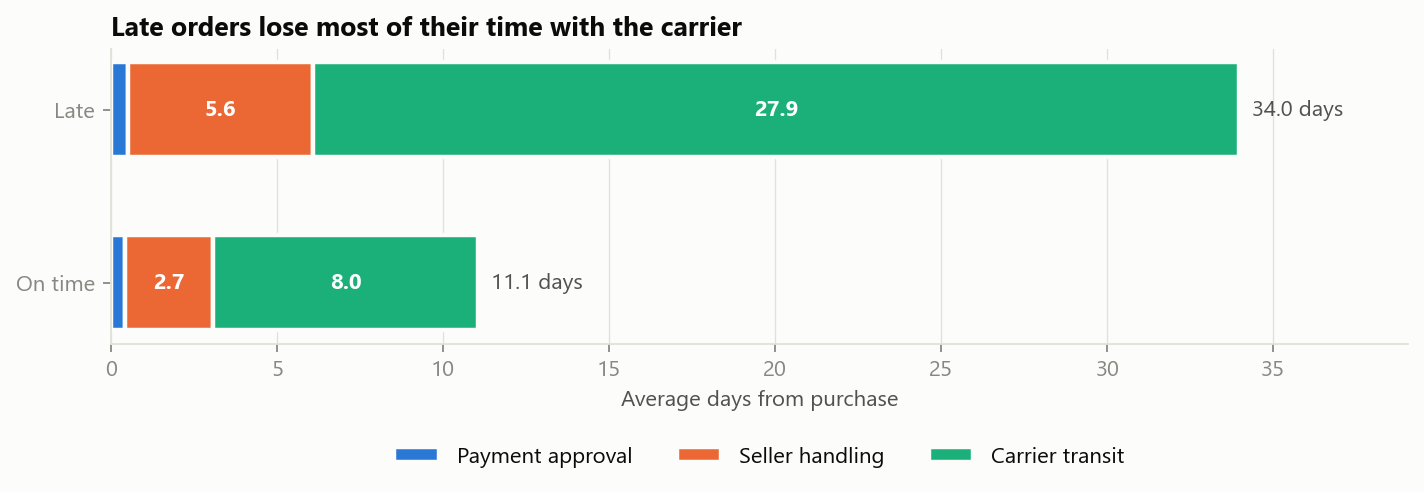 Late orders lose most of their time with the carrier
Late 5.6 27.9 34.0 days
On time 2.7 8.0 11.1 days
0 5 10 15 20 25 30 35
Average days from purchase
Payment approval Seller handling Carrier transit